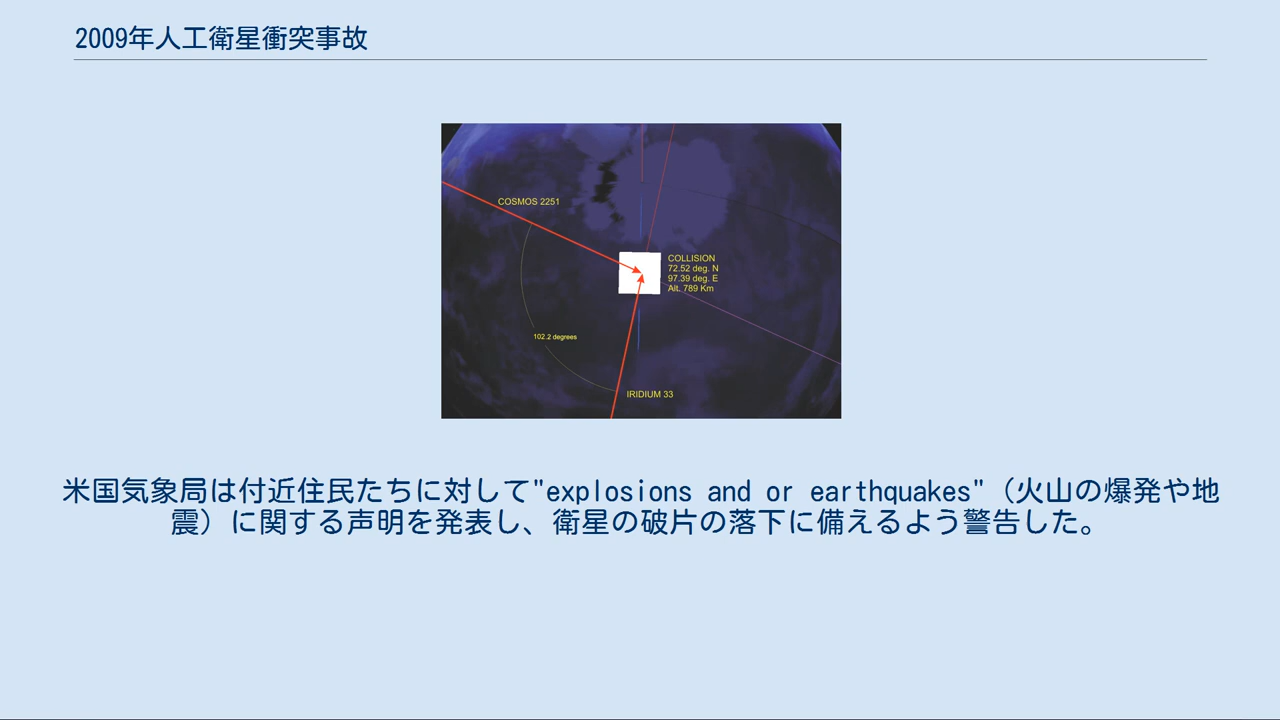 2009年人工衛星衝突事故
COSMOS 2251
COLLISION
72.52 deg. N
97.39 deg. E
Alt. 789 Km
102.2 degrees
IRIDIUM 33
米国気象局は付近住民たちに対して"explosions and or earthquakes"（火山の爆発や地
震）に関する声明を発表し、衛星の破片の落下に備えるよう警告した。